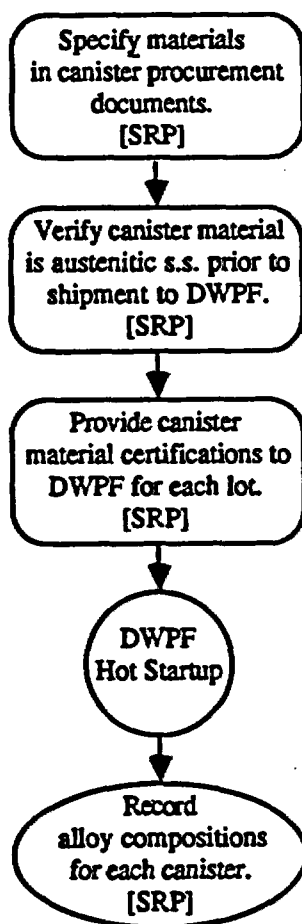 Specify materials
in canister procurement
documents.
[SRP]
Verify canister material
is austenitic s.s. prior to
shipment to DWPF.
[SRP]
Provide canister
material certifications to
DWPF for each lot.
[SRP]
DWPF
Hot Startup
Record
alloy compositions
for each canister.
[SRP]